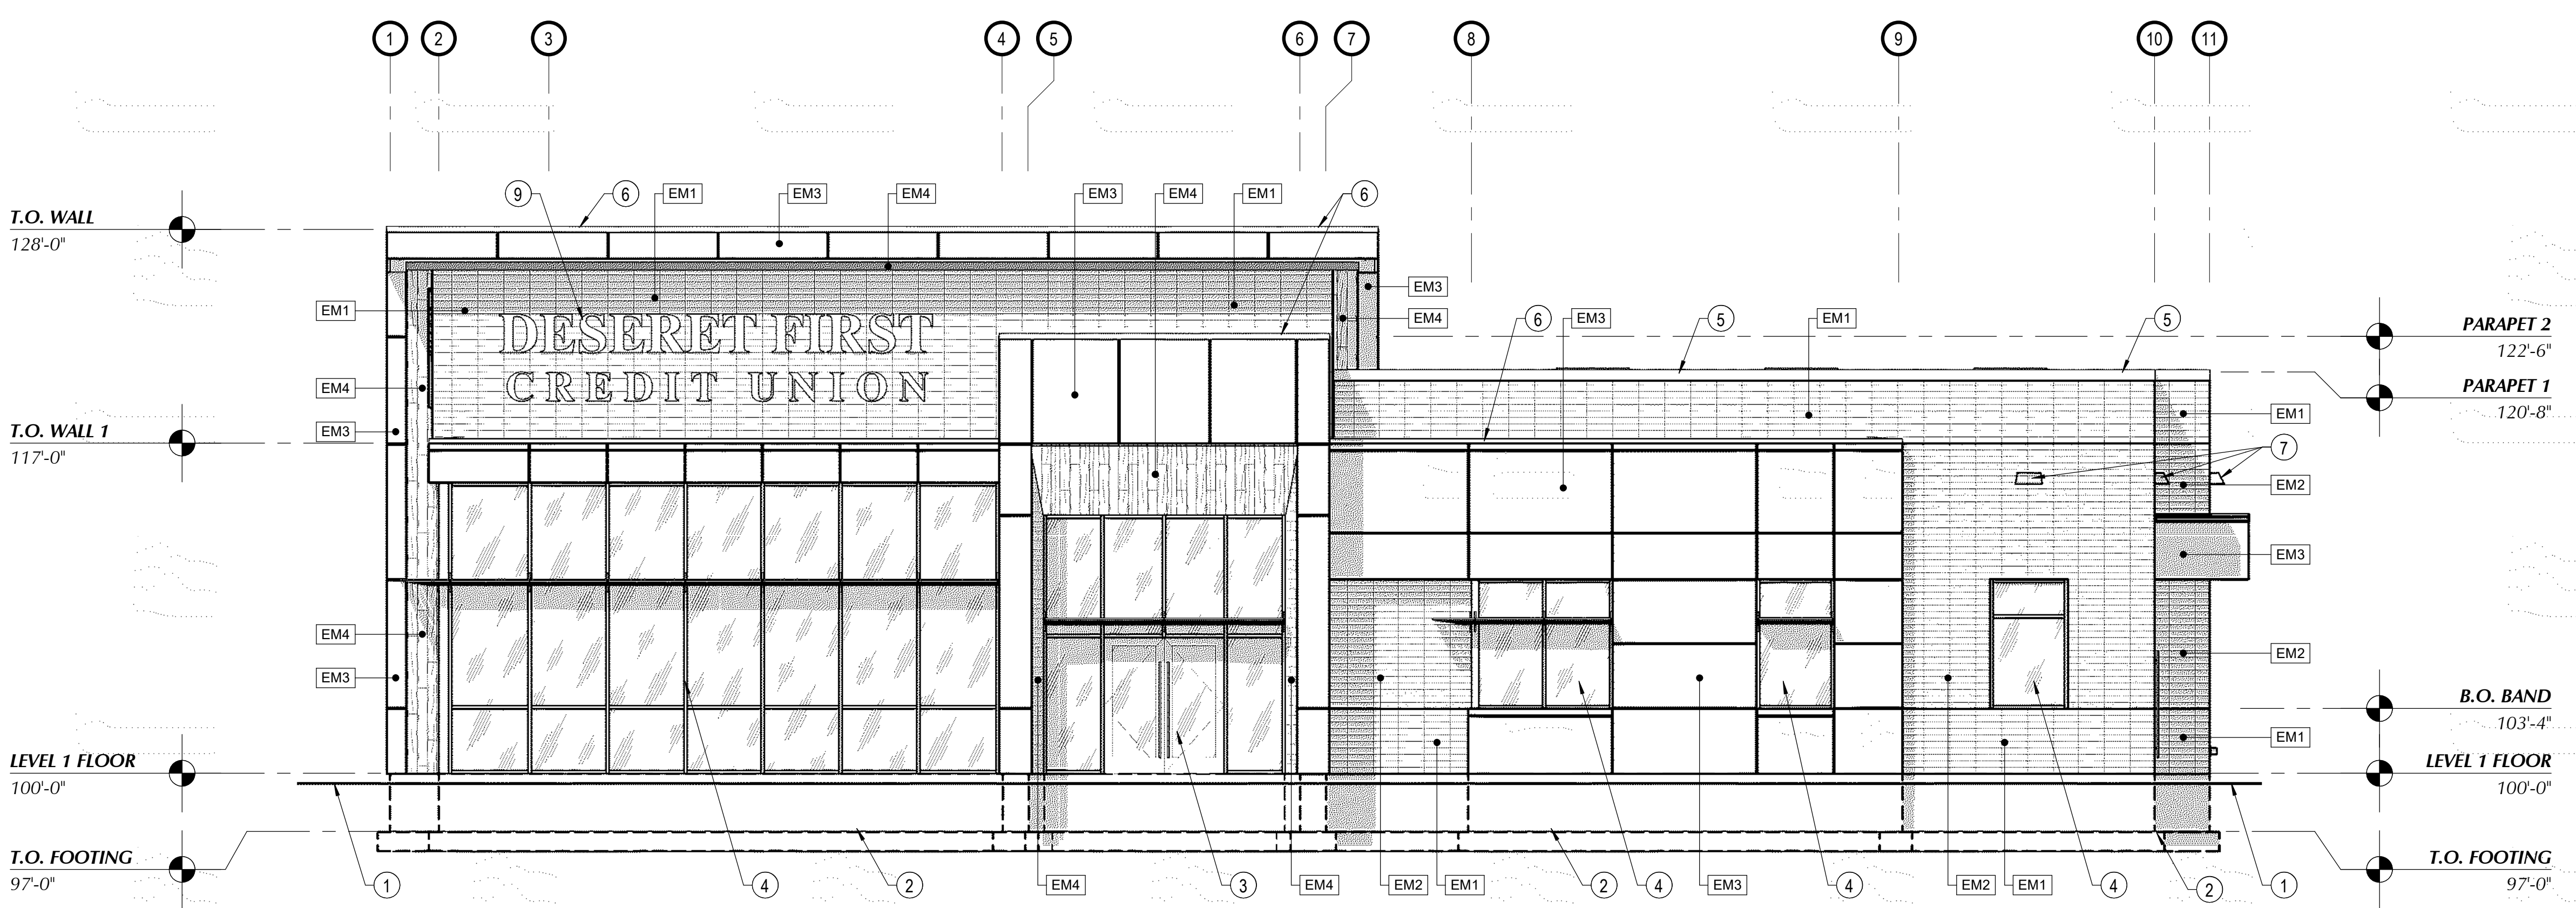 1 2 3 4 5 6 7 8 9 10 11
9 6 EM1 EM3 EM4 EM3 EM4 EM1 6
T.O. WALL
128'-0"
EM3
EM1
EM4
6 EM3 5 EM1 5
DESERET FIRST
CREDIT UNION
PARAPET 2
122'-6"
PARAPET 1
120'-8"
EM4
EM3
EM1
T.O. WALL 1
117'-0"
7
EM2
EM3
EM4
EM3
EM2
B.O. BAND
103'-4"
EM1
LEVEL 1 FLOOR
100'-0"
LEVEL 1 FLOOR
100'-0"
T.O. FOOTING
97'-0"
T.O. FOOTING
97'-0"
1 4 2 EM4 3 EM4 EM2 EM1 2 4 EM3 4 EM2 EM1 4 2 1